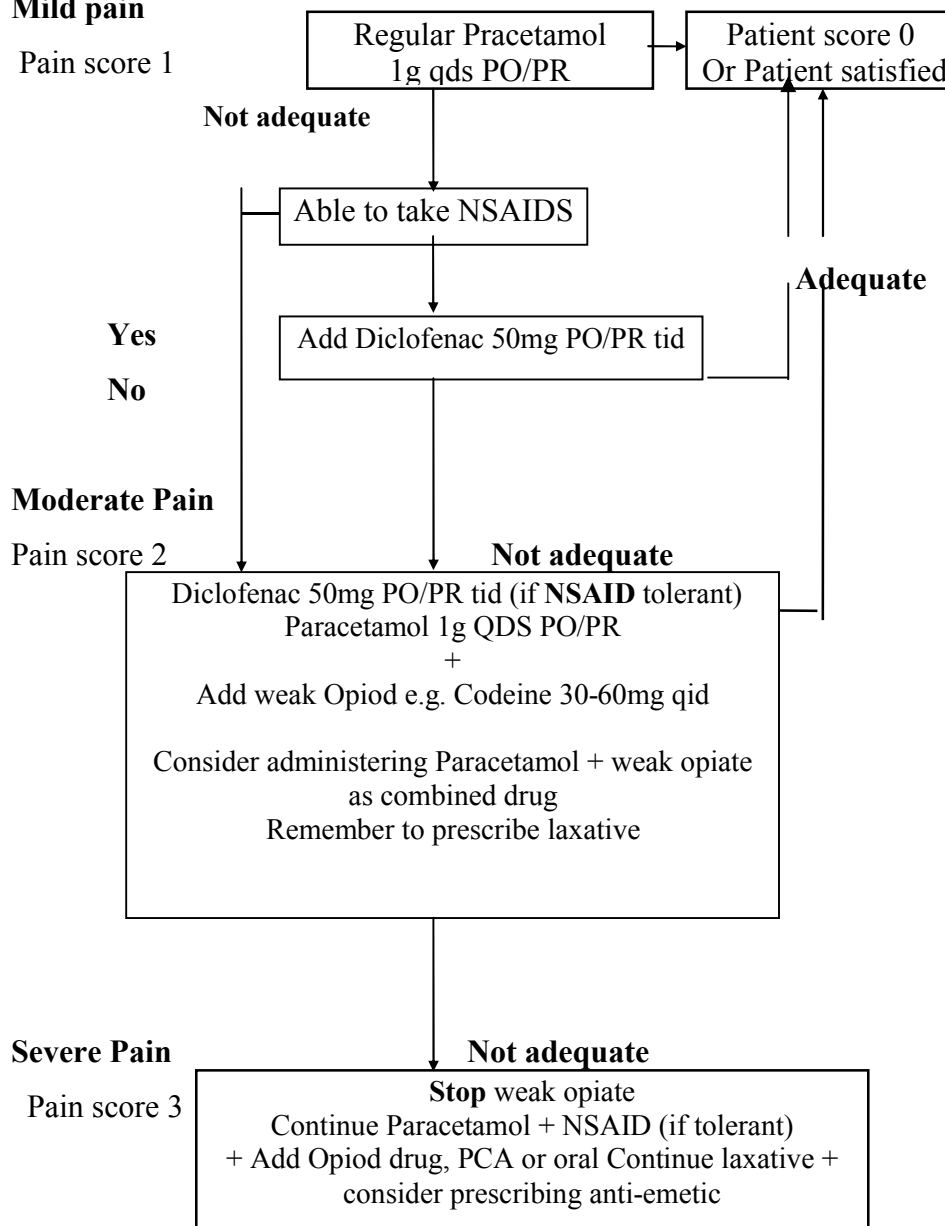 Mild pain
Pain score 1
Regular Pracetamol
1g qds PO/PR
Patient score 0
Or Patient satisfied
Not adequate
Able to take NSAIDS
Adequate
Yes
No
Add Diclofenac 50mg PO/PR tid
Moderate Pain
Pain score 2
Not adequate
Diclofenac 50mg PO/PR tid (if NSAID tolerant)
Paracetamol 1g QDS PO/PR
+
Add weak Opiod e.g. Codeine 30-60mg qid
Consider administering Paracetamol + weak opiate
as combined drug
Remember to prescribe laxative
Severe Pain
Pain score 3
Not adequate
Stop weak opiate
Continue Paracetamol + NSAID (if tolerant)
+ Add Opiod drug, PCA or oral Continue laxative +
consider prescribing anti-emetic